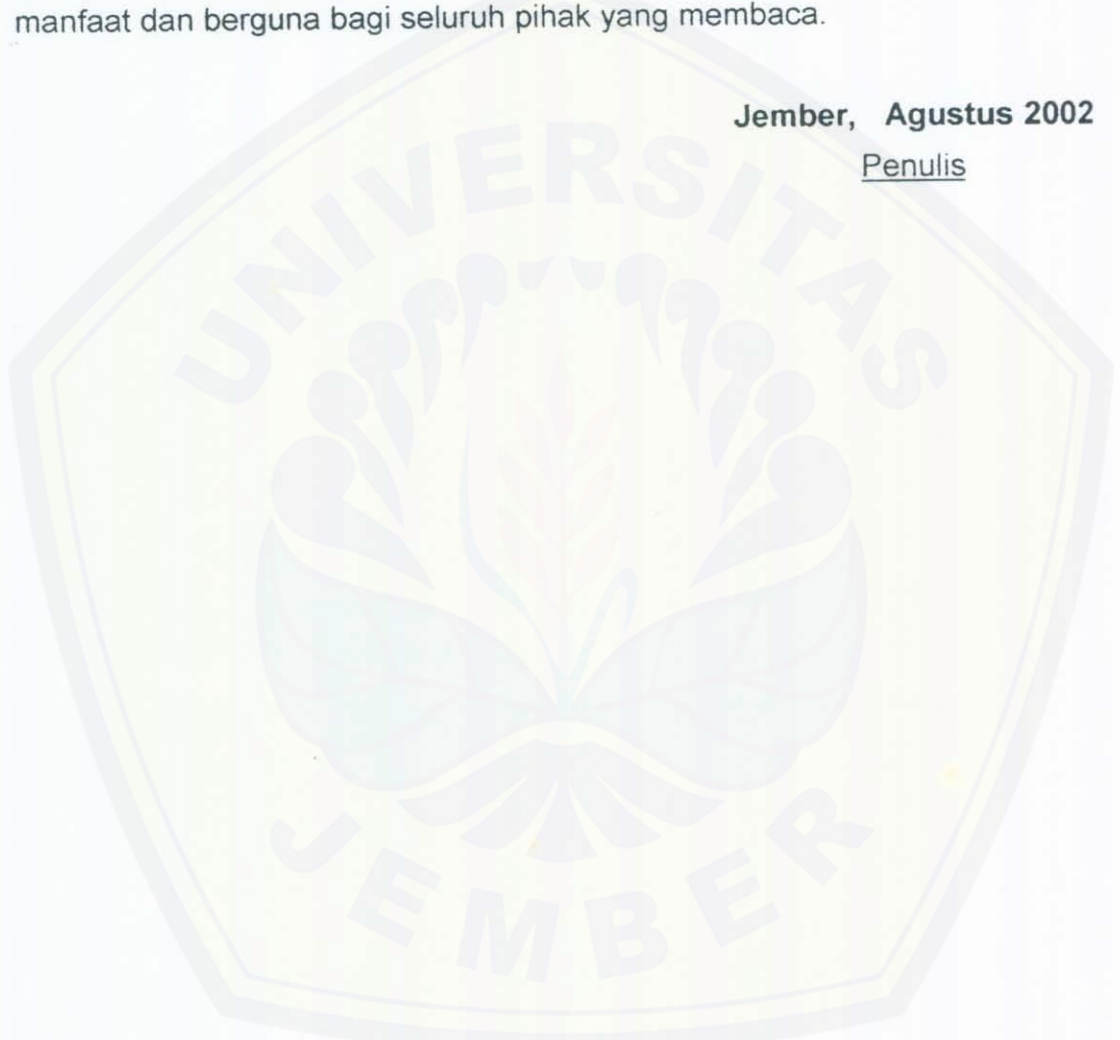 manfaat dan berguna bagi seluruh pihak yang membaca.
Jember, Agustus 2002
Penulis
UNIVERSITAS
JEMBER